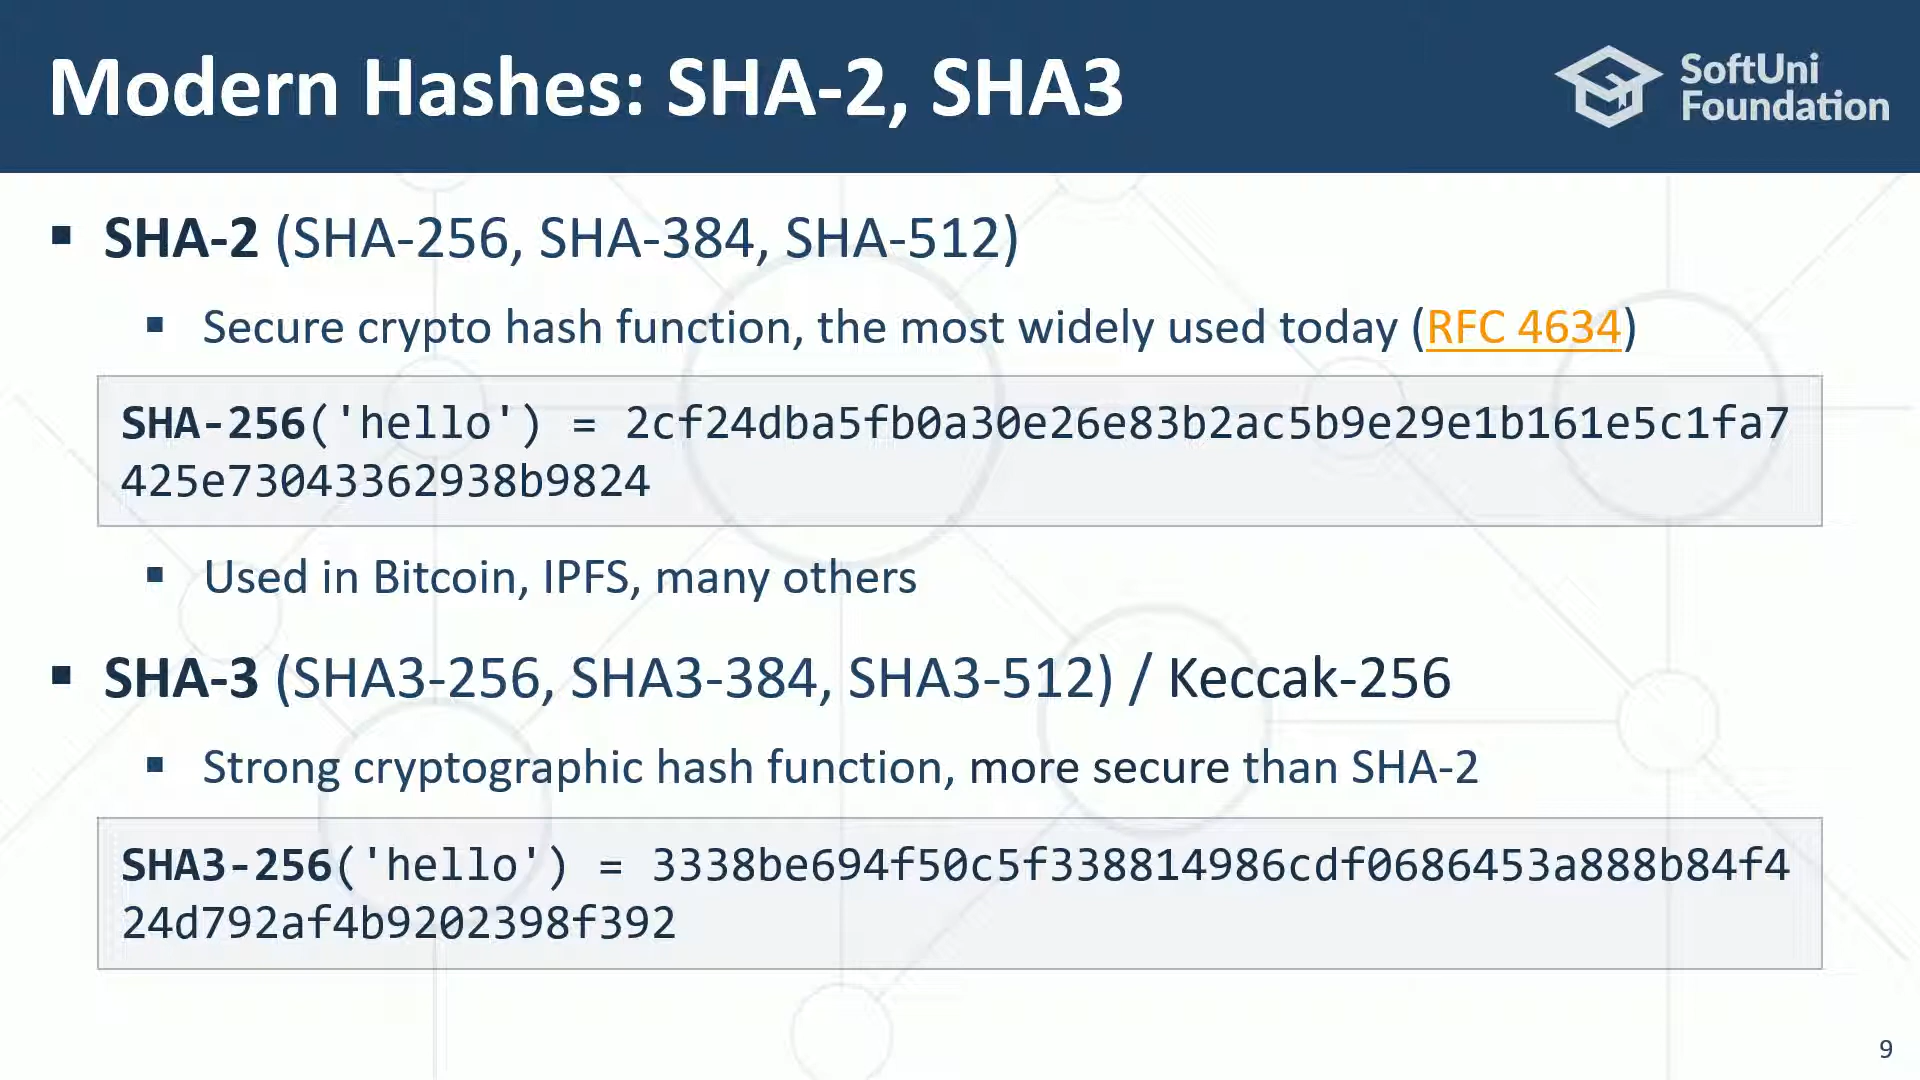 Modern Hashes: SHA-2, SHA3
SoftUni
Foundation
▪ SHA-2 (SHA-256, SHA-384, SHA-512)
▪ Secure crypto hash function, the most widely used today (RFC 4634)
SHA-256('hello') = 2cf24dba5fb0a30e26e83b2ac5b9e29e1b161e5c1fa7
425e73043362938b9824
▪ Used in Bitcoin, IPFS, many others
▪ SHA-3 (SHA3-256, SHA3-384, SHA3-512) / Keccak-256
▪ Strong cryptographic hash function, more secure than SHA-2
SHA3-256('hello') = 3338be694f50c5f338814986cdf0686453a888b84f4
24d792af4b9202398f392
9